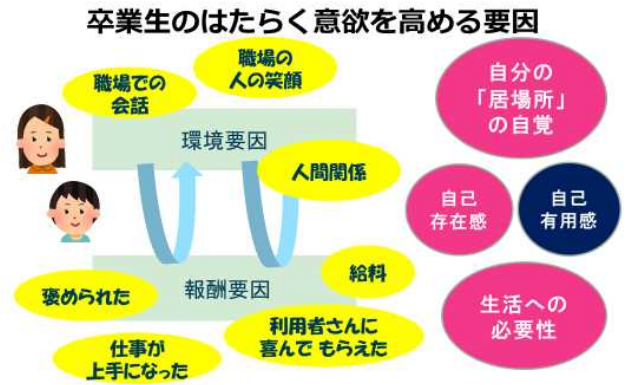 卒業生のはたらく意欲を高める要因
職場での
会話
職場の
人の笑顔
環境要因
人間関係
報酬要因
給料
褒められた
仕事が
上手になった
利用者さんに
喜んで もらえた
自分の
「居場所」
の自覚
自己
存在感
自己
有用感
生活への
必要性